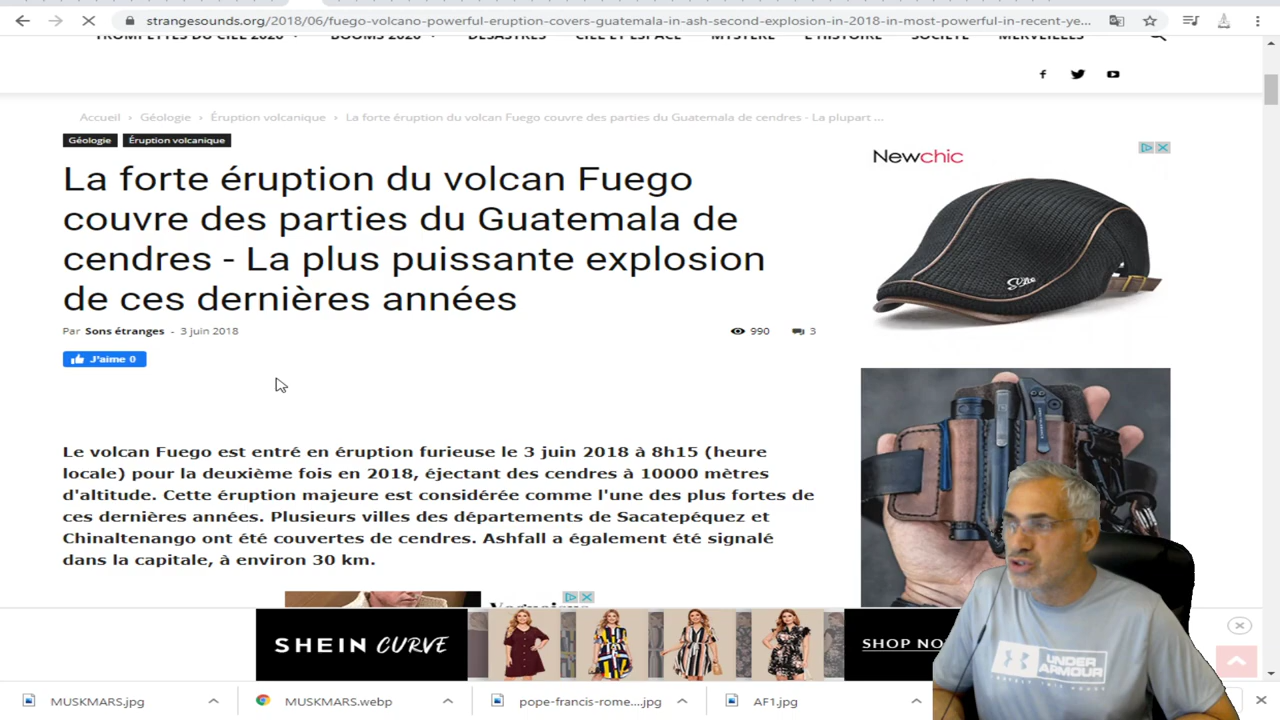 strangesounds.org/2018/06/fuego-volcano-powerful-eruption-covers-guatemala-in-ash-second-explosion-in-2018-in-most-powerful-in-recent-ye...
TROMPETTES DU CIEL 2020 BOOMS 2020 DÉSASTRES CIEL ET ESPACE MYSTÈRE L'HISTOIRE SOCIÉTÉ MERVEILLES
Accueil › Géologie › Éruption volcanique › La forte éruption du volcan Fuego couvre des parties du Guatemala de cendres - La plupart ...
Géologie Éruption volcanique
La forte éruption du volcan Fuego
couvre des parties du Guatemala de
cendres - La plus puissante explosion
de ces dernières années
Par Sons étranges - 3 juin 2018 990 3
J'aime 0
Newchic
Le volcan Fuego est entré en éruption furieuse le 3 juin 2018 à 8h15 (heure
locale) pour la deuxième fois en 2018, éjectant des cendres à 10000 mètres
d'altitude. Cette éruption majeure est considérée comme l'une des plus fortes de
ces dernières années. Plusieurs villes des départements de Sacatepéquez et
Chinaltenango ont été couvertes de cendres. Ashfall a également été signalé
dans la capitale, à environ 30 km.
SHEIN CURVE
SHOP NO
UNDER ARMOUR
MUSKMARS.jpg MUSKMARS.webp pope-francis-rome....jpg AF1.jpg